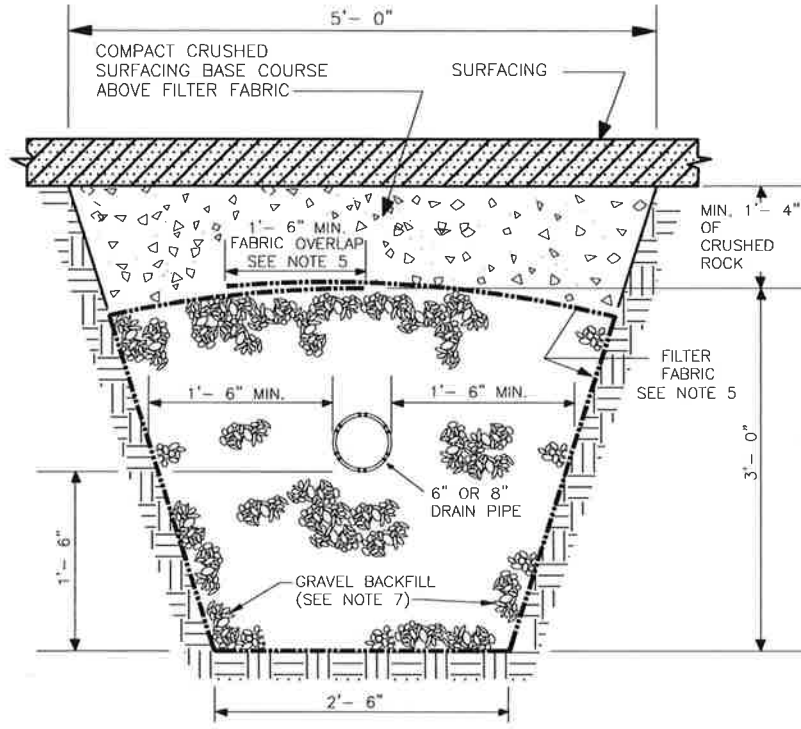 5'- 0"
COMPACT CRUSHED
SURFACING BASE COURSE
ABOVE FILTER FABRIC
SURFACING
1'- 6" MIN.
FABRIC OVERLAP
SEE NOTE 5
MIN. 1'- 4"
OF
CRUSHED
ROCK
FILTER
FABRIC
SEE NOTE 5
1'- 6" MIN.
1'- 6" MIN.
3'- 0"
6" OR 8"
DRAIN PIPE
1'- 6"
GRAVEL BACKFILL
(SEE NOTE 7)
2'- 6"